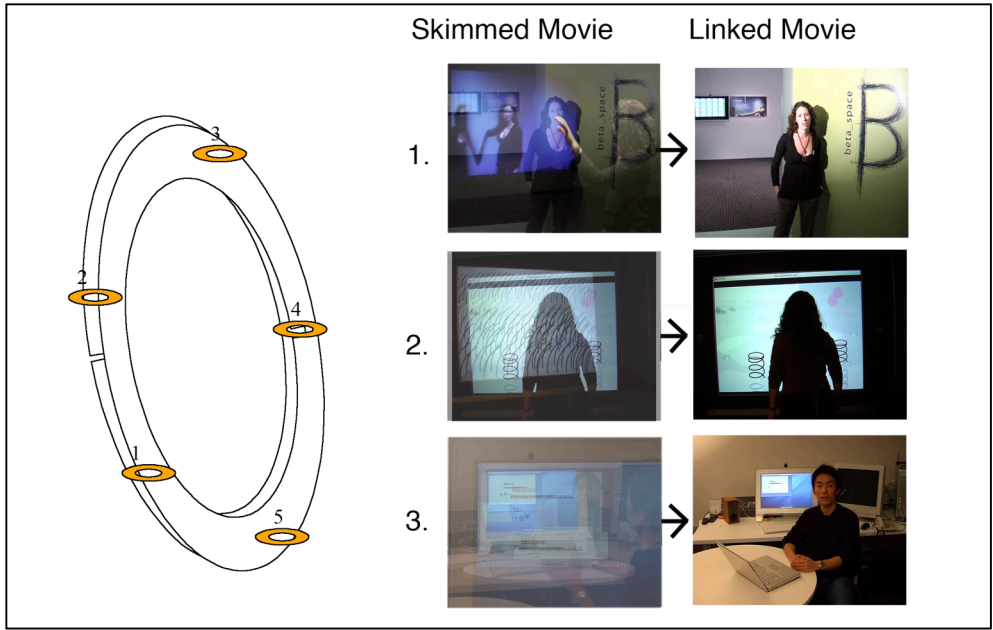 Skimmed Movie
Linked Movie
3
2
4
1
5
1.
2.
3.
beta_space
B
beta_space
B